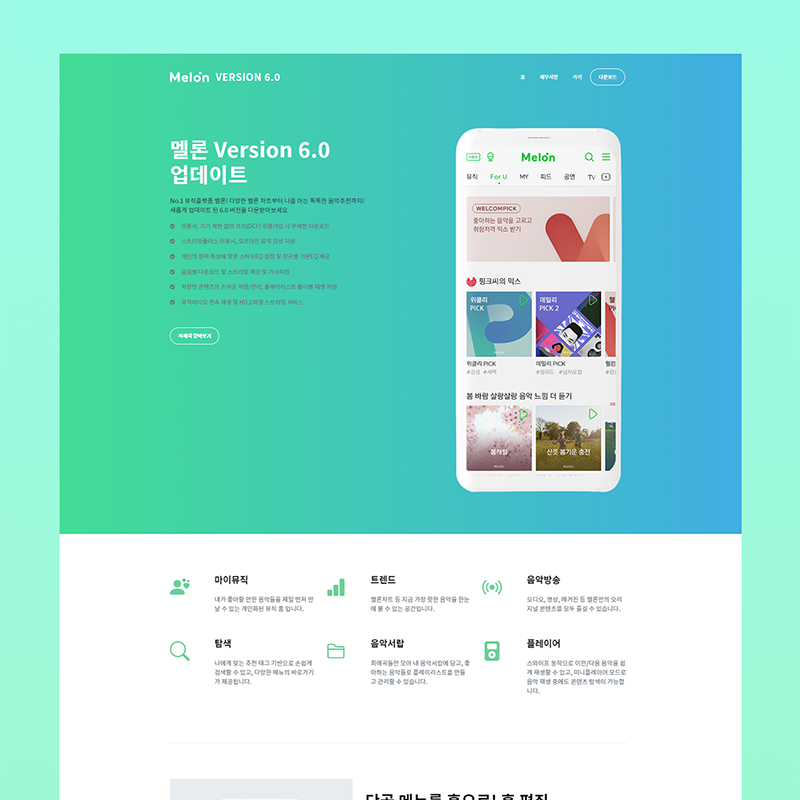 Melon VERSION 6.0
홈 세부사항 가격 다운로드
멜론 Version 6.0
업데이트
No.1 뮤직플랫폼 멜론! 다양한 멜론 차트부터 나를 아는 똑똑한 음악추천까지!
새롭게 업데이트 된 6.0 버전을 다운받아보세요
이통사, 기기 제한 없이 프리(DCF) 상품가입 시 무제한 다운로드
스트리밍플러스 이용시, 오프라인 음악 감상 지원
개인의 청력 특성에 맞춘 스마트EQ 설정 및 장르별 기본EQ 제공
음질별 다운로드 및 스트리밍 제공 및 가사지원
저장한 콘텐츠의 손쉬운 저장/관리, 플레이리스트 폴더별 재생 지원
뮤직비디오 연속 재생 및 HD고화질 스트리밍 서비스
자세히 알아보기
Melon
뮤직 For U MY 피드 공연 TV
WELCOMPICK
좋아하는 음악을 고르고
취향저격 믹스 받기
핑크씨의 믹스
위클리
PICK
데일리
PICK 2
위클리 PICK
#감성 #새벽
데일리 PICK
#발라드 #남자보컬
봄 바람 살랑살랑 음악 느낌 더 듣기
봄캐럴
산뜻 봄기운 충전
마이뮤직
내가 좋아할 만한 음악들을 제일 먼저 만
날 수 있는 개인화된 뮤직 홈 입니다.
트렌드
멜론차트 등 지금 가장 핫한 음악을 한눈
에 볼 수 있는 공간입니다.
음악방송
오디오, 영상, 매거진 등 멜론만의 오리
지널 콘텐츠를 모두 즐길 수 있습니다.
탐색
나에게 맞는 추천 태그 기반으로 손쉽게
검색할 수 있고, 다양한 메뉴의 바로가기
가 제공됩니다.
음악서랍
최애곡들만 모아 내 음악서랍에 담고, 좋
아하는 음악들로 플레이리스트를 만들
고 관리할 수 있습니다.
플레이어
스와이프 동작으로 이전/다음 음악을 쉽
게 재생할 수 있고, 미니플레이어 모드로
음악 재생 중에도 콘텐츠 탐색이 가능합
니다.